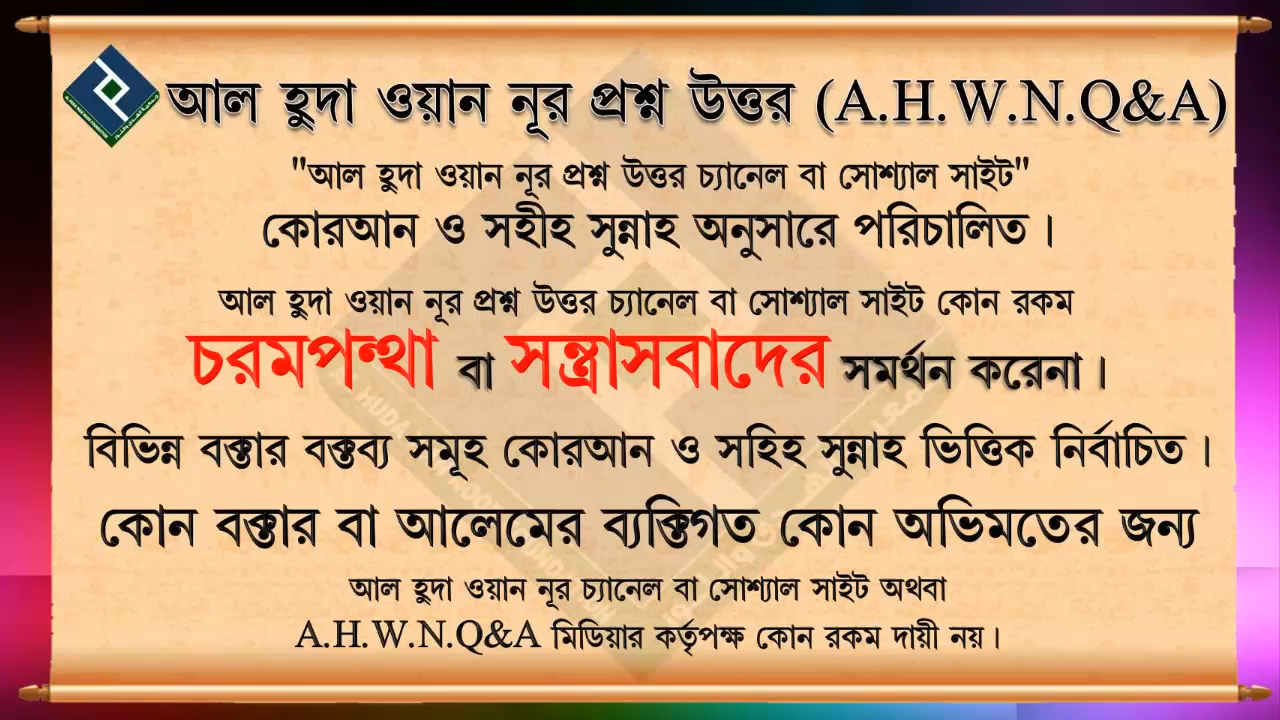 আল হুদা ওয়ান নূর প্রশ্ন উত্তর (A.H.W.N.Q&A)
"আল হুদা ওয়ান নূর প্রশ্ন উত্তর চ্যানেল বা সোশ্যাল সাইট"
কোরআন ও সহীহ সুন্নাহ অনুসারে পরিচালিত।
আল হুদা ওয়ান নূর প্রশ্ন উত্তর চ্যানেল বা সোশ্যাল সাইট কোন রকম
চরমপন্থা বা সন্ত্রাসবাদের সমর্থন করেনা।
বিভিন্ন বক্তার বক্তব্য সমূহ কোরআন ও সহিহ সুন্নাহ ভিত্তিক নির্বাচিত।
কোন বক্তার বা আলেমের ব্যক্তিগত কোন অভিমতের জন্য
আল হুদা ওয়ান নূর চ্যানেল বা সোশ্যাল সাইট অথবা
A.H.W.N.Q&A মিডিয়ার কর্তৃপক্ষ কোন রকম দায়ী নয়।